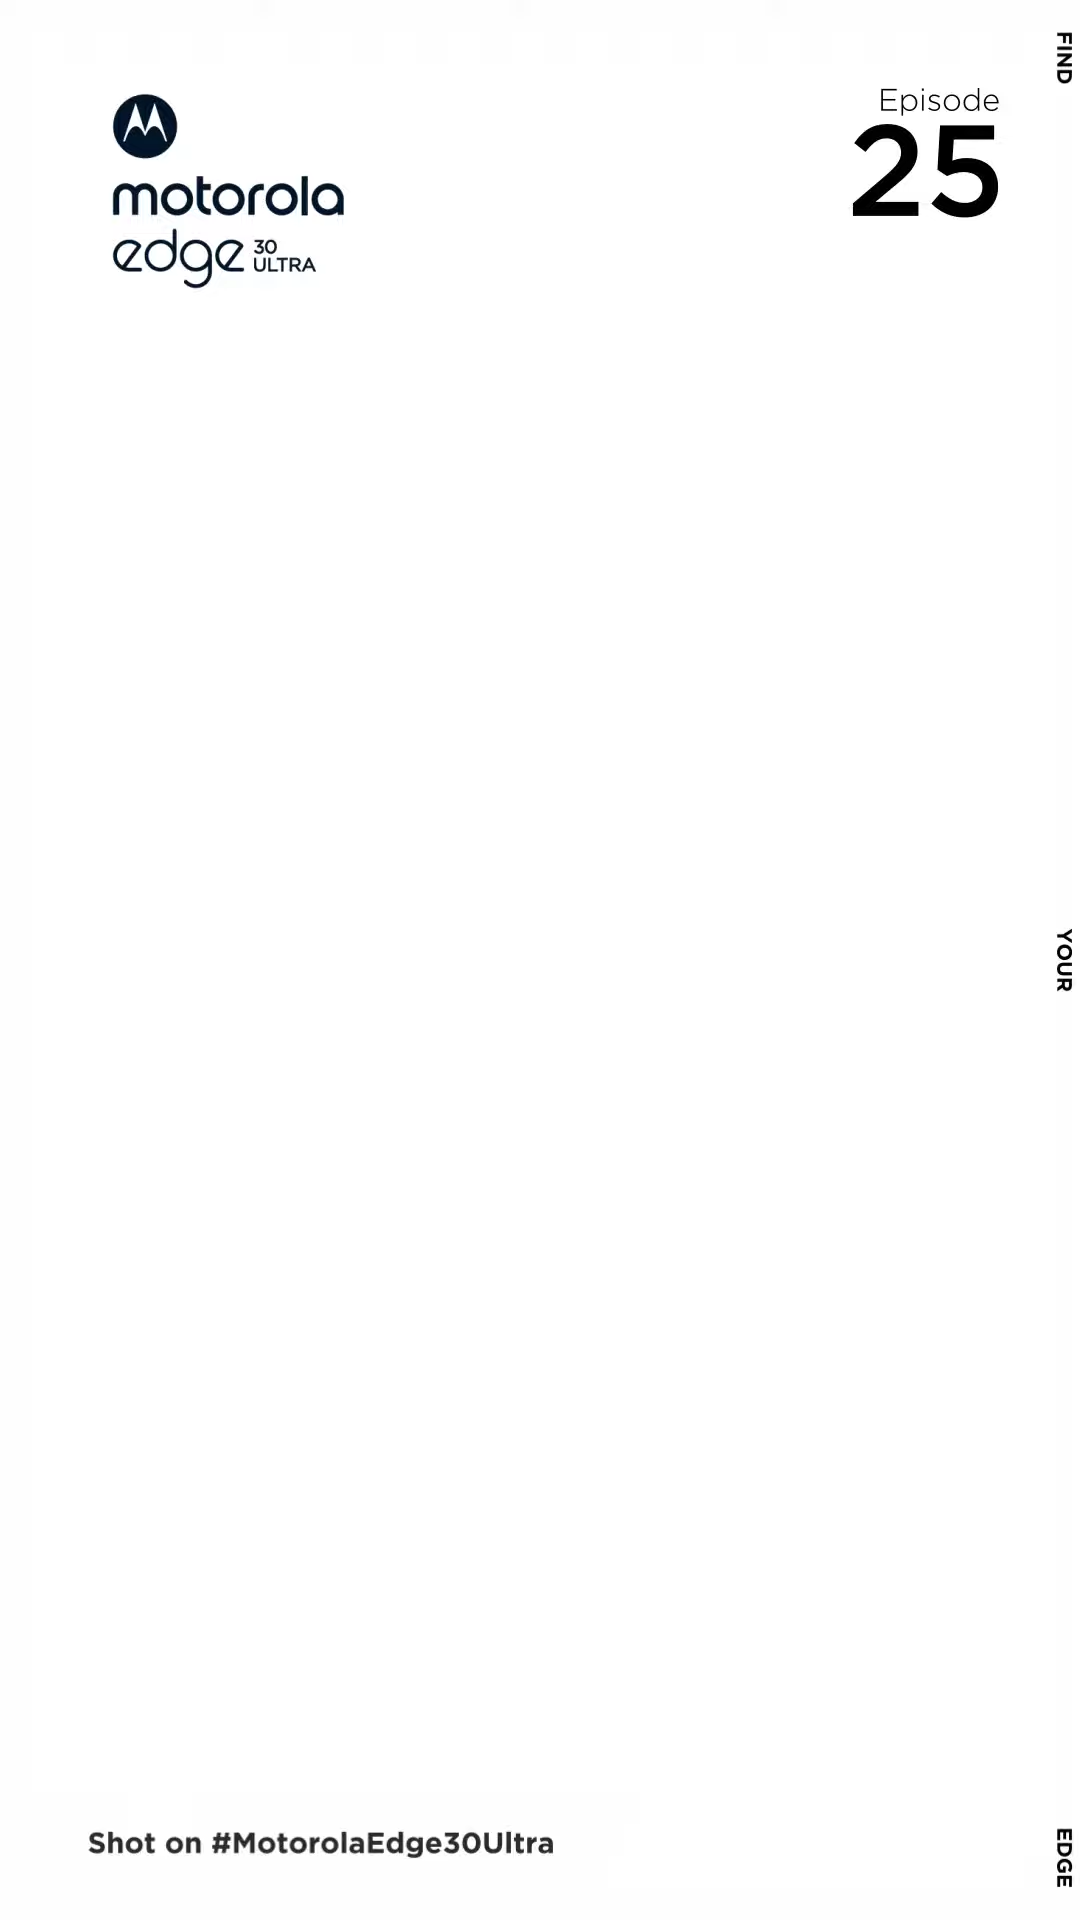 motorola
edge 30
ULTRA
Episode
25
FIND
YOUR
EDGE
Shot on #MotorolaEdge30Ultra